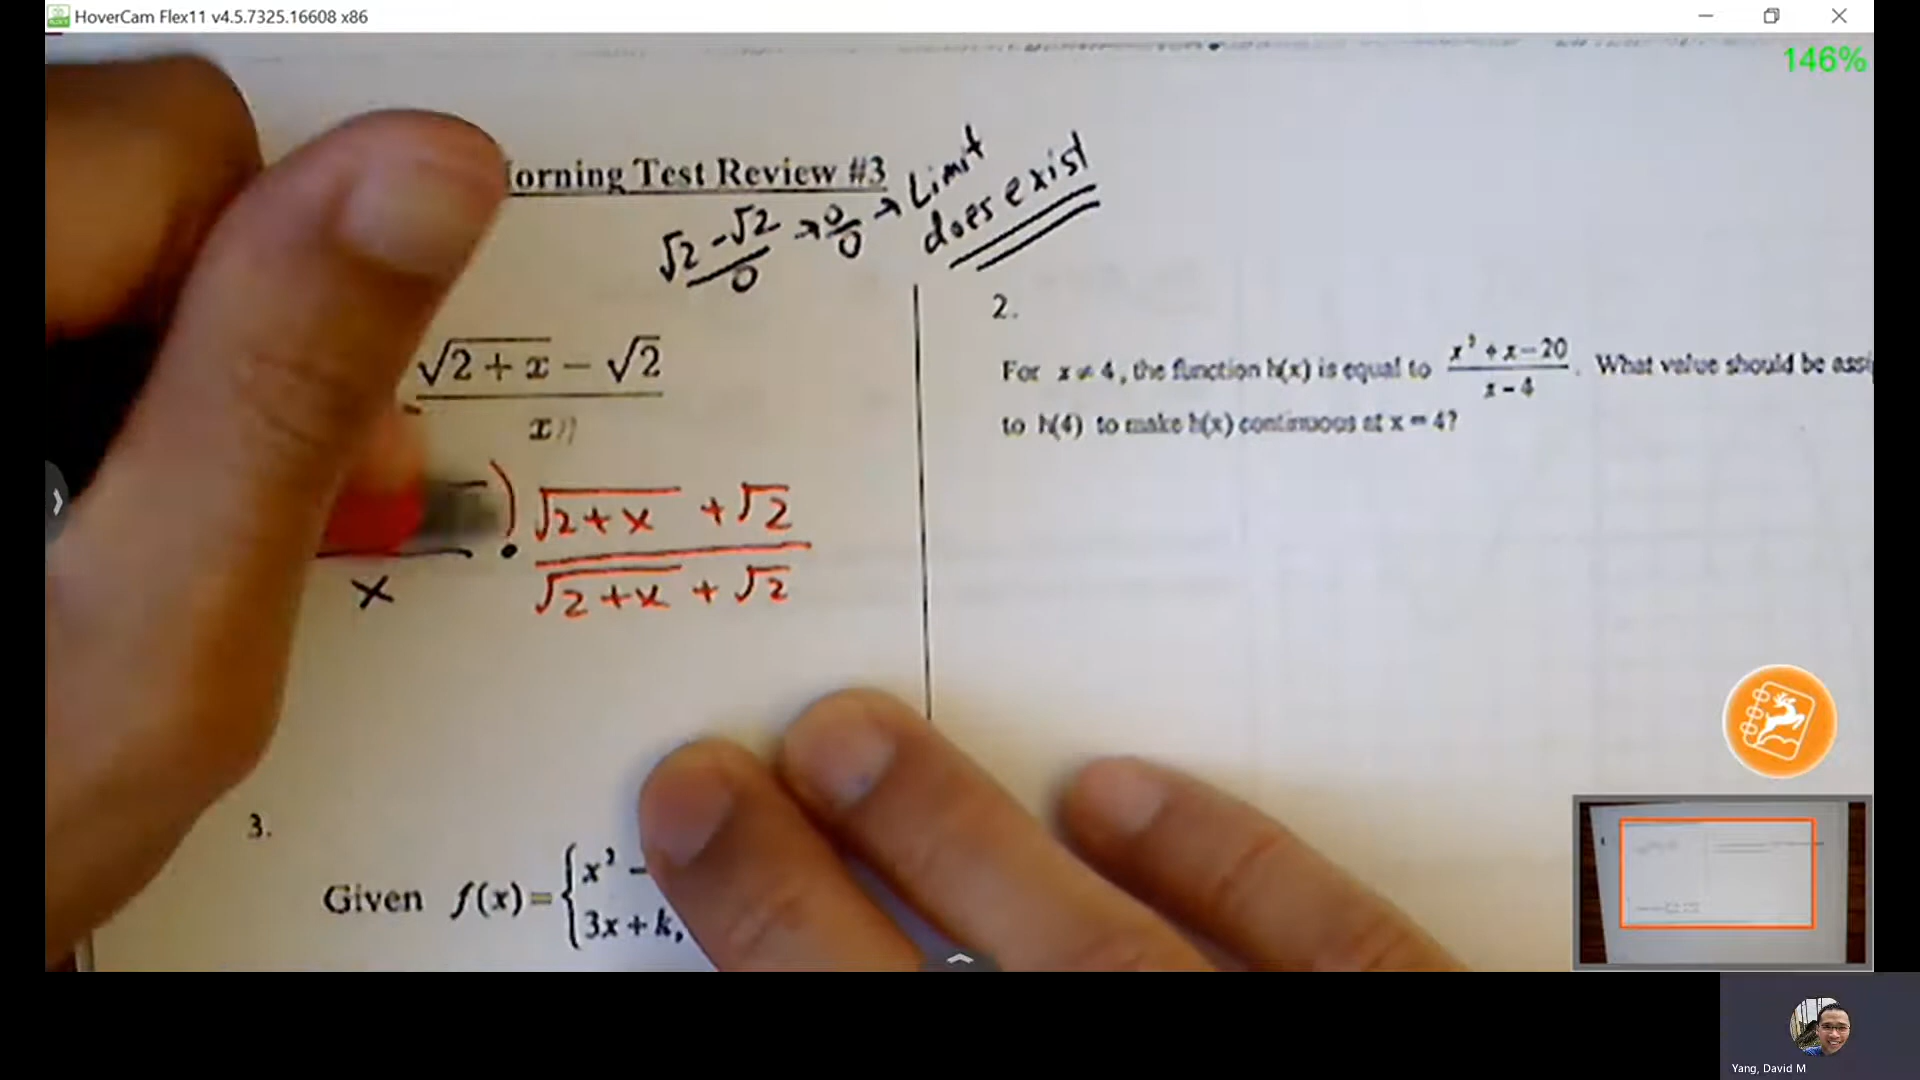 HoverCam Flex11 v4.5.7325.16608 x86
146%
orning Test Review #3
√2 - √2 / 0 → 0/0 → Limit
does exist
√2 + x − √2
x
√2+x + √2
x
√2+x + √2
2.
For x ≠ 4, the function h(x) is equal to x² + x − 20 / x − 4. What value should be assi
to h(4) to make h(x) continuous at x = 4?
3.
Given f(x) = { x² −
3x + k,
Yang, David M